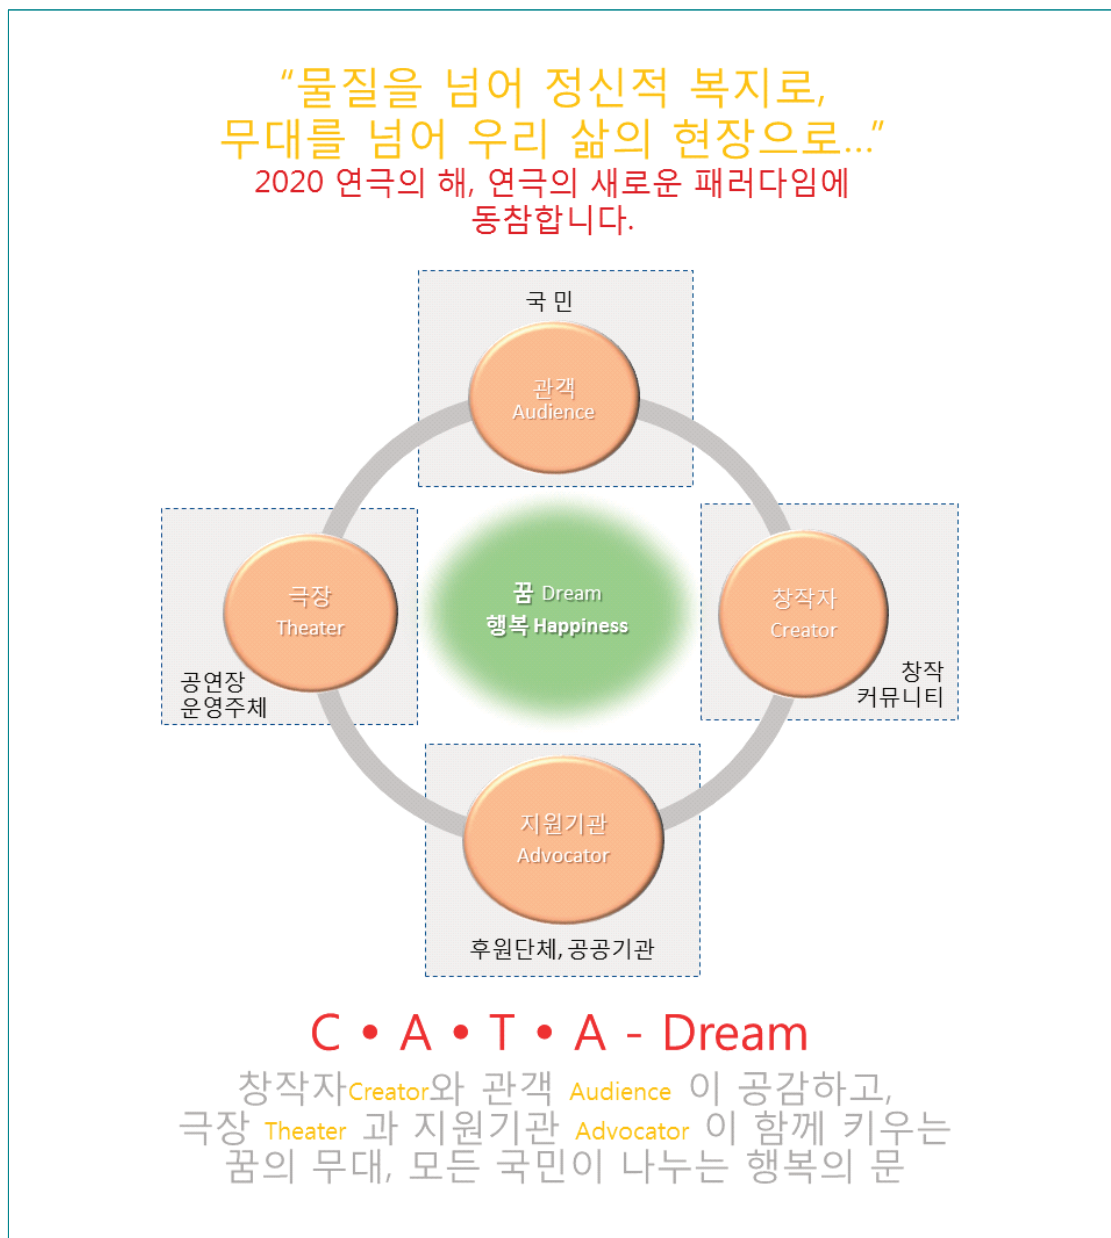 “물질을 넘어 정신적 복지로,
무대를 넘어 우리 삶의 현장으로...”
2020 연극의 해, 연극의 새로운 패러다임에
동참합니다.
국 민
관객
Audience
극장
Theater
공연장
운영주체
꿈 Dream
행복 Happiness
창작자
Creator
창작
커뮤니티
지원기관
Advocator
후원단체, 공공기관
C • A • T • A - Dream
창작자Creator와 관객 Audience 이 공감하고,
극장 Theater 과 지원기관 Advocator 이 함께 키우는
꿈의 무대, 모든 국민이 나누는 행복의 문